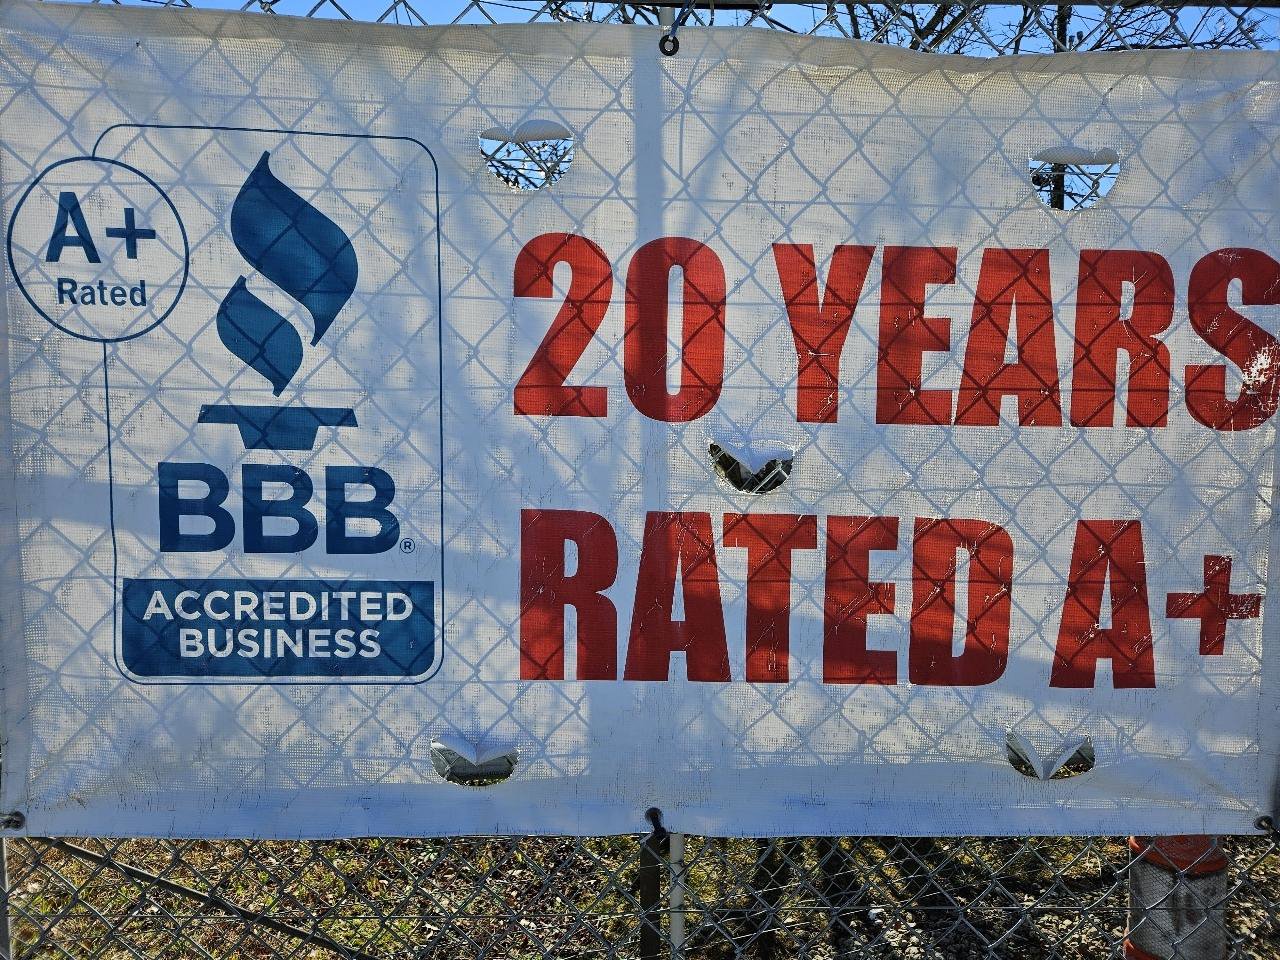 A+
Rated
BBB®
ACCREDITED
BUSINESS
20 YEARS
RATED A+